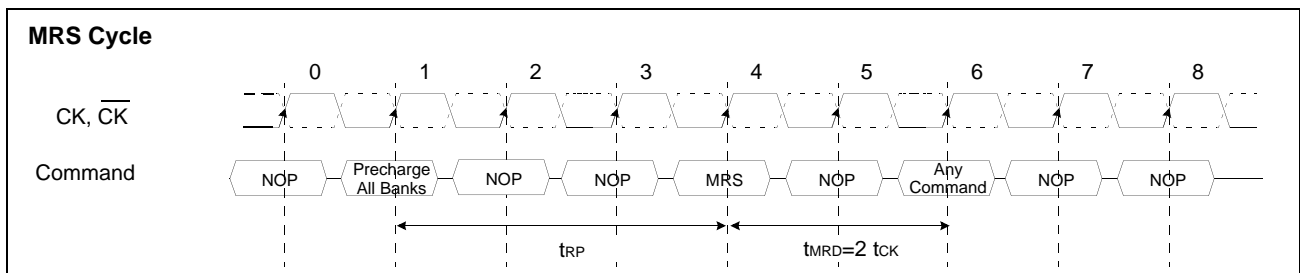 MRS Cycle
0 1 2 3 4 5 6 7 8
CK, C̅K̅
Command
NOP
Precharge
All Banks
NOP
NOP
MRS
NOP
Any
Command
NOP
NOP
tRP
tMRD=2 tCK